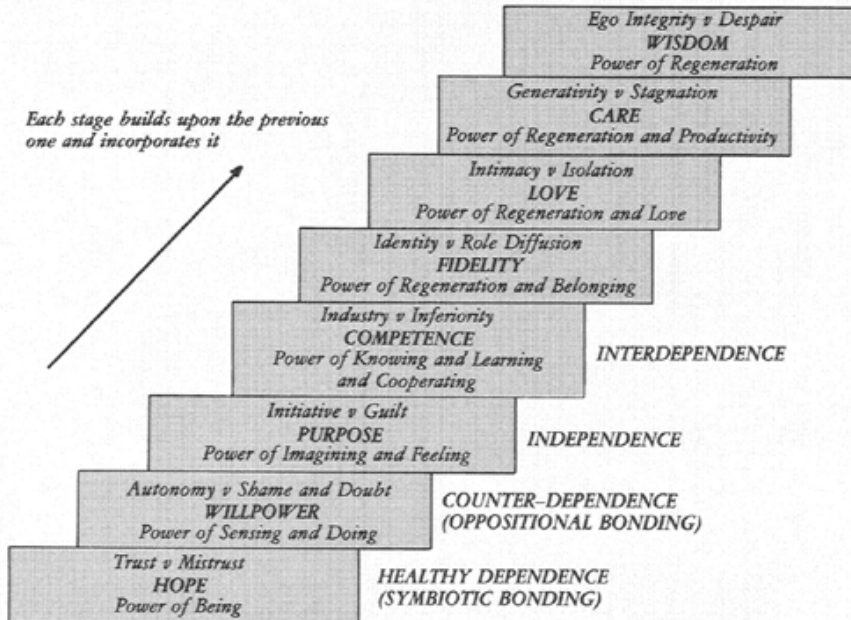 Ego Integrity v Despair
WISDOM
Power of Regeneration
Generativity v Stagnation
CARE
Power of Regeneration and Productivity
Each stage builds upon the previous
one and incorporates it
Intimacy v Isolation
LOVE
Power of Regeneration and Love
Identity v Role Diffusion
FIDELITY
Power of Regeneration and Belonging
Industry v Inferiority
COMPETENCE
Power of Knowing and Learning
and Cooperating
INTERDEPENDENCE
Initiative v Guilt
PURPOSE
Power of Imagining and Feeling
INDEPENDENCE
Autonomy v Shame and Doubt
WILLPOWER
Power of Sensing and Doing
COUNTER–DEPENDENCE
(OPPOSITIONAL BONDING)
Trust v Mistrust
HOPE
Power of Being
HEALTHY DEPENDENCE
(SYMBIOTIC BONDING)